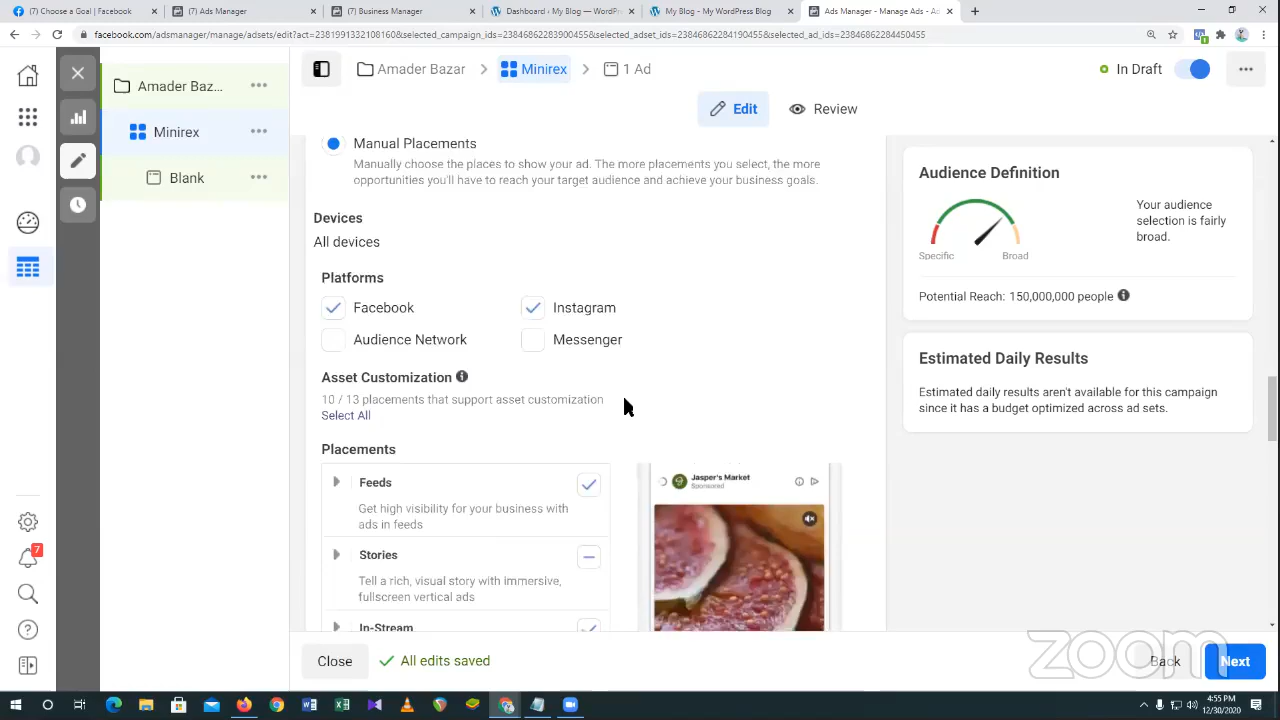 (7) Choose a Goal | Facebook
(7) Ads Manager
(7) Business Manager
Dashboard ‹ My Blog — WordPr
My Blog - My WordPress Blog
Ads Manager - Manage Ads - Ad
facebook.com/adsmanager/manage/adsets/edit?act=238199133210816​0&selected_campaign_ids=23846862283900455&selected_adset_ids=23846862284190455&selected_ad_ids=23846862284450455
Amader Bazar
Minirex
1 Ad
In Draft
Amader Baz...
Edit
Review
Minirex
Blank
Manual Placements
Manually choose the places to show your ad. The more placements you select, the more
opportunities you'll have to reach your target audience and achieve your business goals.
Devices
All devices
Platforms
Facebook
Instagram
Audience Network
Messenger
Asset Customization
10 / 13 placements that support asset customization
Select All
Placements
Feeds
Get high visibility for your business with
ads in feeds
Stories
Tell a rich, visual story with immersive,
fullscreen vertical ads
In-Stream
Jasper's Market
Sponsored
Audience Definition
Your audience
selection is fairly
broad.
Specific
Broad
Potential Reach: 150,000,000 people
Estimated Daily Results
Estimated daily results aren't available for this campaign
since it has a budget optimized across ad sets.
7
Close
All edits saved
Back
Next
zoom
4:55 PM
12/30/2020